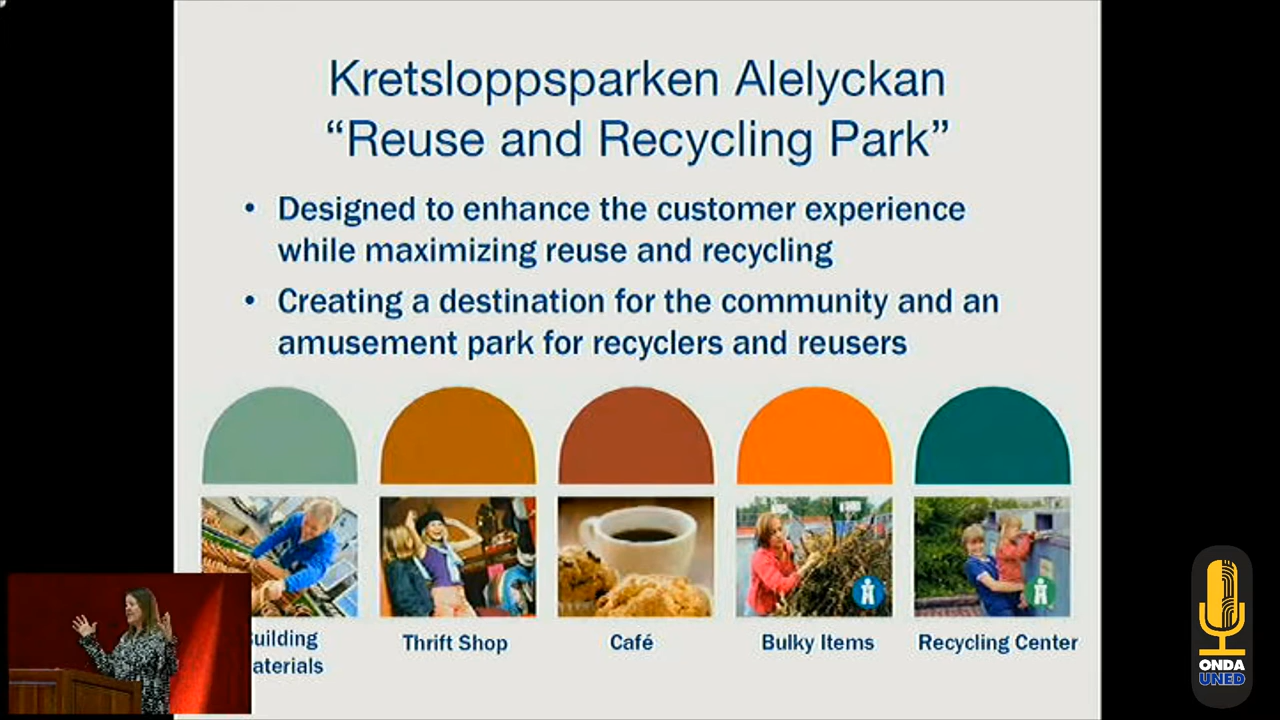 Kretsloppsparken Alelyckan
“Reuse and Recycling Park”
• Designed to enhance the customer experience
while maximizing reuse and recycling
• Creating a destination for the community and an
amusement park for recyclers and reusers
uilding
aterials
Thrift Shop
Café
Bulky Items
Recycling Center
ONDA
UNED